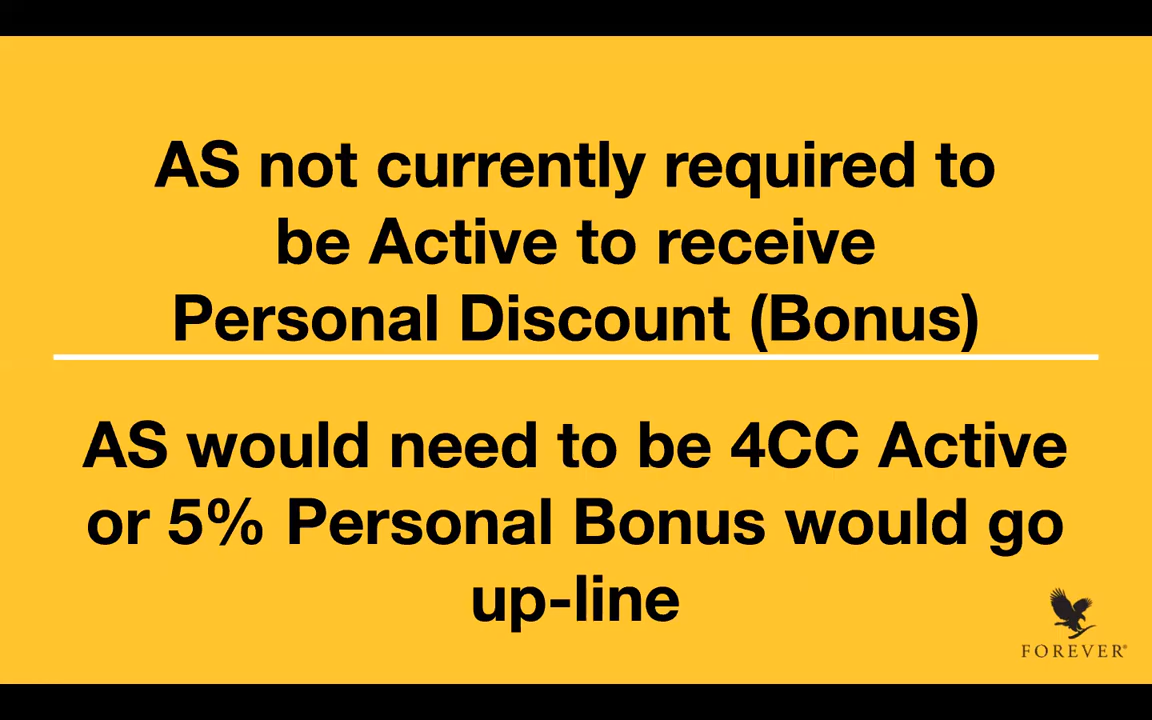 AS not currently required to
be Active to receive
Personal Discount (Bonus)
AS would need to be 4CC Active
or 5% Personal Bonus would go
up-line
FOREVER®